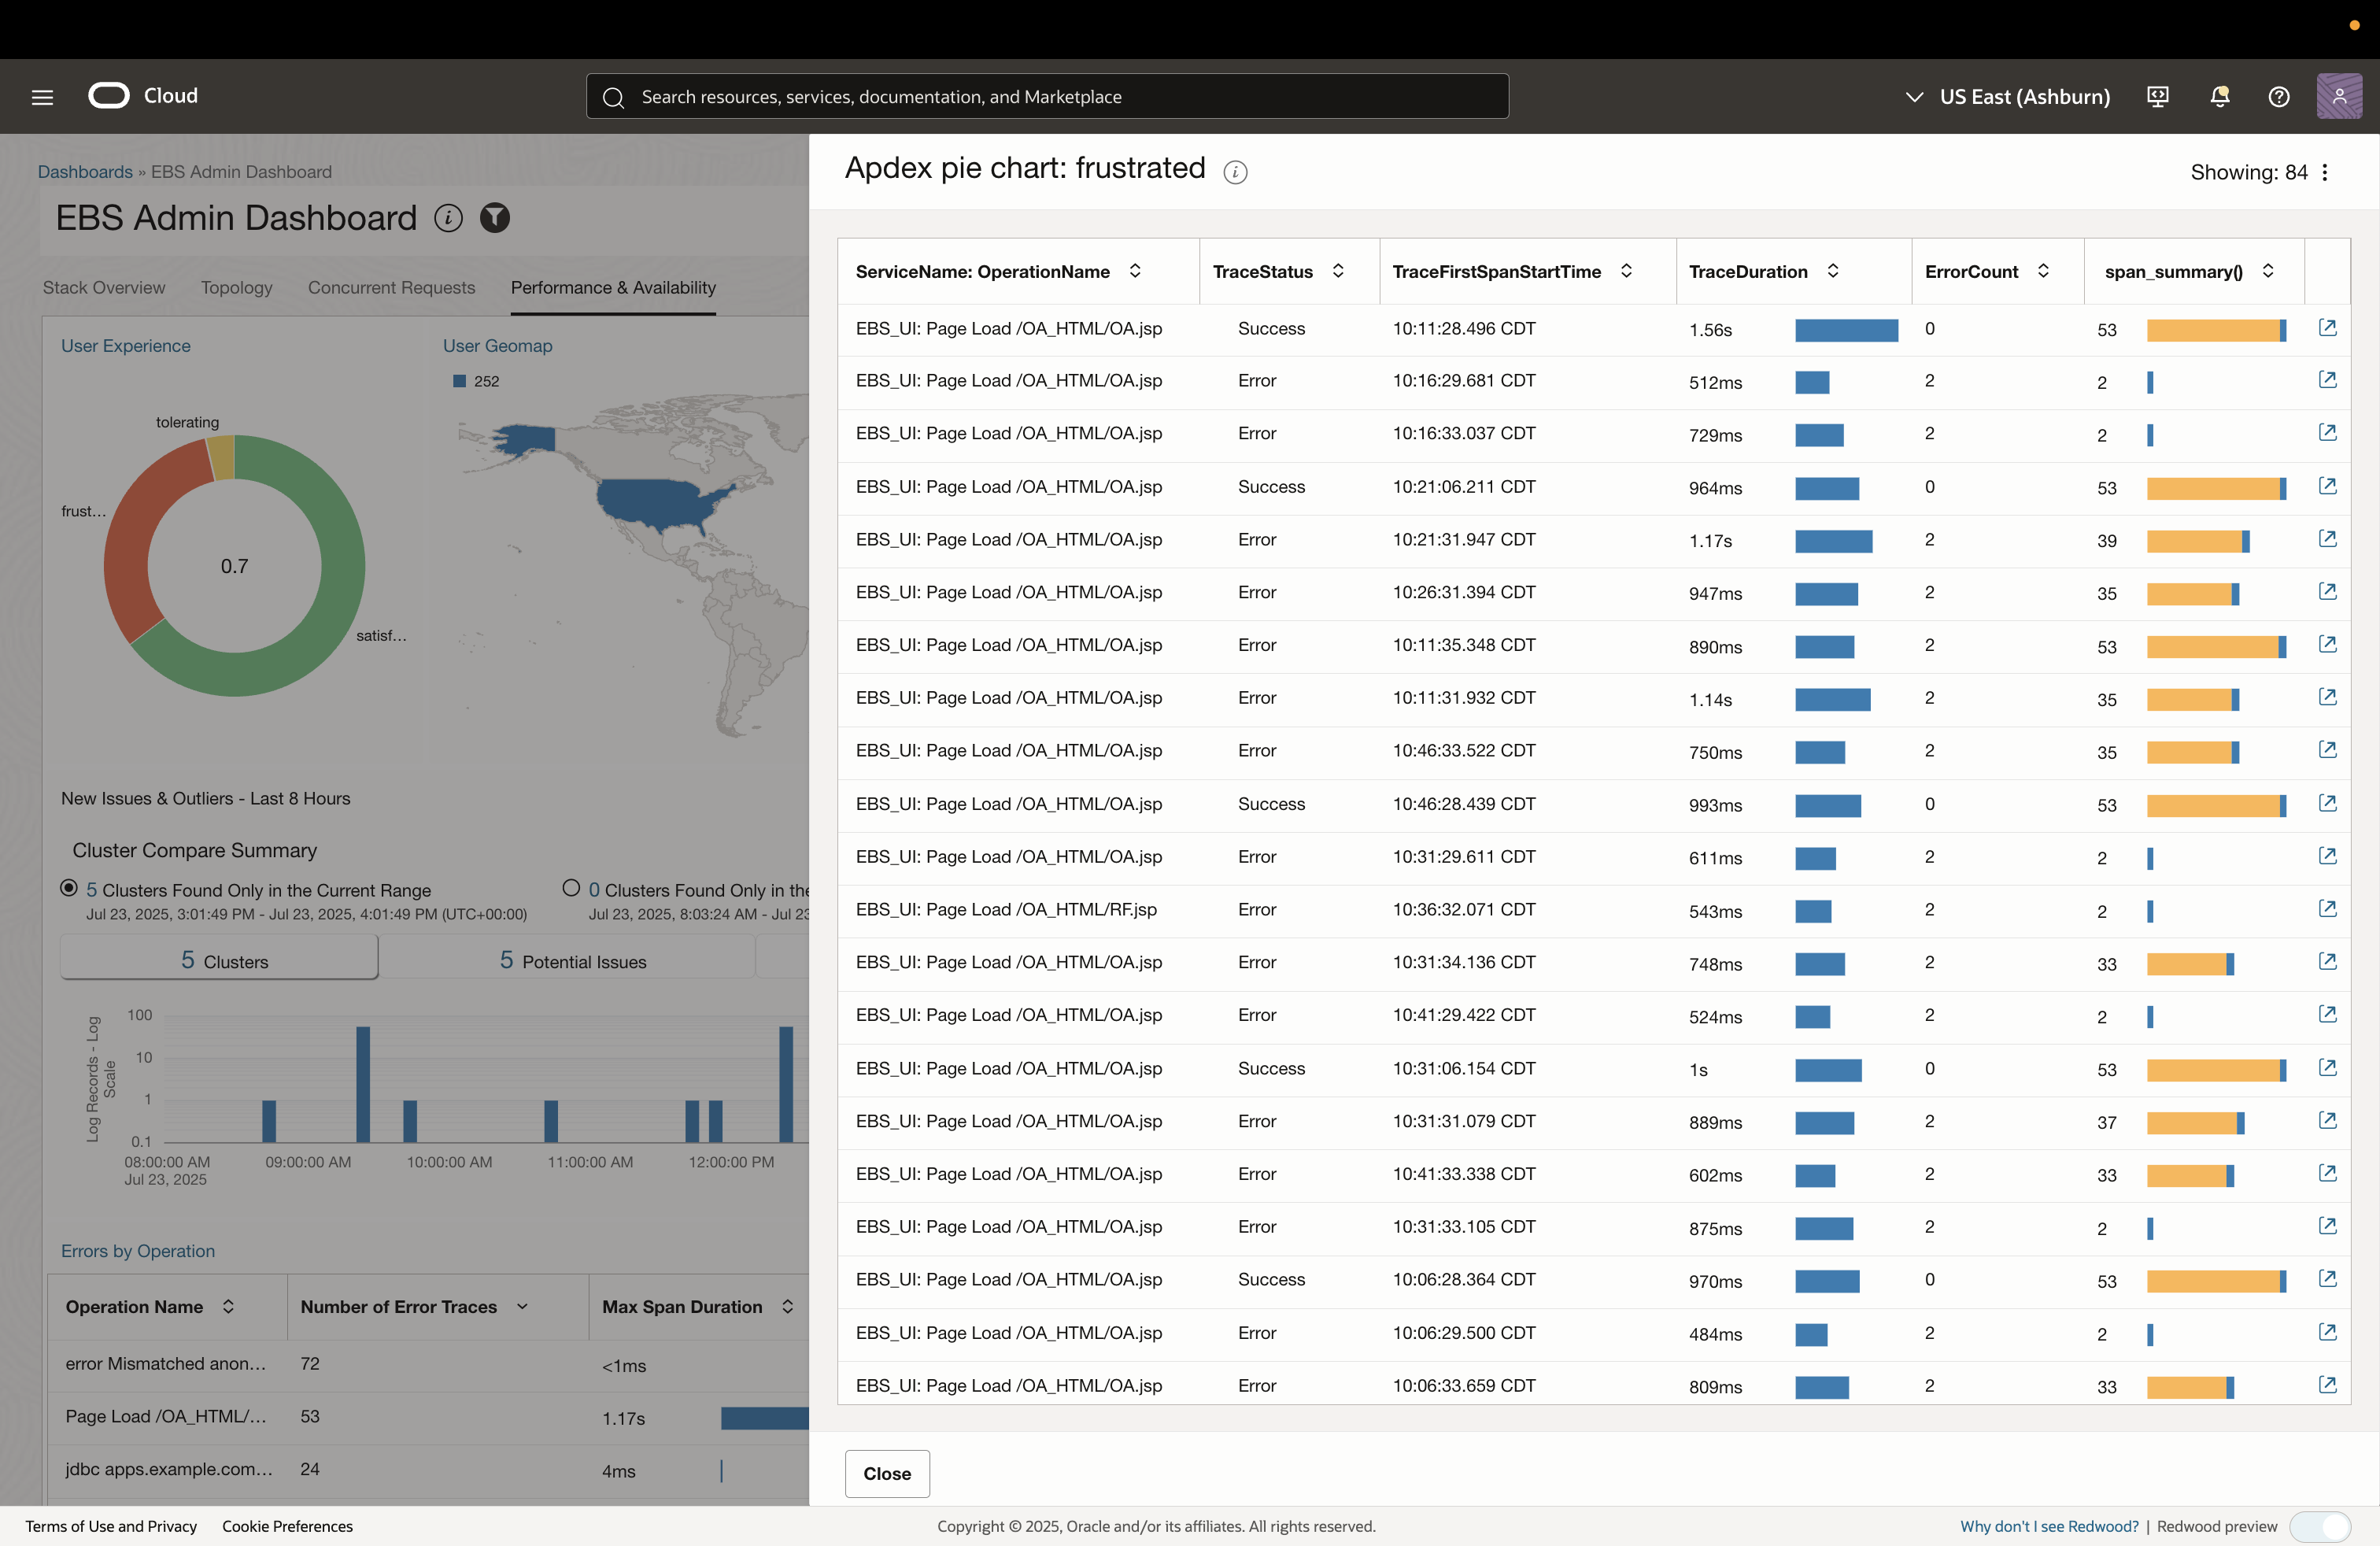 Cloud
Search resources, services, documentation, and Marketplace
US East (Ashburn)
Dashboards » EBS Admin Dashboard
EBS Admin Dashboard
Stack Overview Topology Concurrent Requests Performance & Availability
User Experience
tolerating
frust...
0.7
satisf...
User Geomap
252
New Issues & Outliers - Last 8 Hours
Cluster Compare Summary
5 Clusters Found Only in the Current Range
Jul 23, 2025, 3:01:49 PM - Jul 23, 2025, 4:01:49 PM (UTC+00:00)
0 Clusters Found Only in the
Jul 23, 2025, 8:03:24 AM - Jul 23
5 Clusters
5 Potential Issues
Log Records - Log
Scale
100
10
1
0.1
08:00:00 AM 09:00:00 AM 10:00:00 AM 11:00:00 AM 12:00:00 PM
Jul 23, 2025
Errors by Operation
Operation Name Number of Error Traces Max Span Duration
error Mismatched anon... 72 <1ms
Page Load /OA_HTML/... 53 1.17s
jdbc apps.example.com... 24 4ms
Apdex pie chart: frustrated
Showing: 84
ServiceName: OperationName TraceStatus TraceFirstSpanStartTime TraceDuration ErrorCount span_summary()
EBS_UI: Page Load /OA_HTML/OA.jsp Success 10:11:28.496 CDT 1.56s 0 53
EBS_UI: Page Load /OA_HTML/OA.jsp Error 10:16:29.681 CDT 512ms 2 2
EBS_UI: Page Load /OA_HTML/OA.jsp Error 10:16:33.037 CDT 729ms 2 2
EBS_UI: Page Load /OA_HTML/OA.jsp Success 10:21:06.211 CDT 964ms 0 53
EBS_UI: Page Load /OA_HTML/OA.jsp Error 10:21:31.947 CDT 1.17s 2 39
EBS_UI: Page Load /OA_HTML/OA.jsp Error 10:26:31.394 CDT 947ms 2 35
EBS_UI: Page Load /OA_HTML/OA.jsp Error 10:11:35.348 CDT 890ms 2 53
EBS_UI: Page Load /OA_HTML/OA.jsp Error 10:11:31.932 CDT 1.14s 2 35
EBS_UI: Page Load /OA_HTML/OA.jsp Error 10:46:33.522 CDT 750ms 2 35
EBS_UI: Page Load /OA_HTML/OA.jsp Success 10:46:28.439 CDT 993ms 0 53
EBS_UI: Page Load /OA_HTML/OA.jsp Error 10:31:29.611 CDT 611ms 2 2
EBS_UI: Page Load /OA_HTML/RF.jsp Error 10:36:32.071 CDT 543ms 2 2
EBS_UI: Page Load /OA_HTML/OA.jsp Error 10:31:34.136 CDT 748ms 2 33
EBS_UI: Page Load /OA_HTML/OA.jsp Error 10:41:29.422 CDT 524ms 2 2
EBS_UI: Page Load /OA_HTML/OA.jsp Success 10:31:06.154 CDT 1s 0 53
EBS_UI: Page Load /OA_HTML/OA.jsp Error 10:31:31.079 CDT 889ms 2 37
EBS_UI: Page Load /OA_HTML/OA.jsp Error 10:41:33.338 CDT 602ms 2 33
EBS_UI: Page Load /OA_HTML/OA.jsp Error 10:31:33.105 CDT 875ms 2 2
EBS_UI: Page Load /OA_HTML/OA.jsp Success 10:06:28.364 CDT 970ms 0 53
EBS_UI: Page Load /OA_HTML/OA.jsp Error 10:06:29.500 CDT 484ms 2 2
EBS_UI: Page Load /OA_HTML/OA.jsp Error 10:06:33.659 CDT 809ms 2 33
Close
Terms of Use and Privacy Cookie Preferences Copyright © 2025, Oracle and/or its affiliates. All rights reserved. Why don't I see Redwood? | Redwood preview